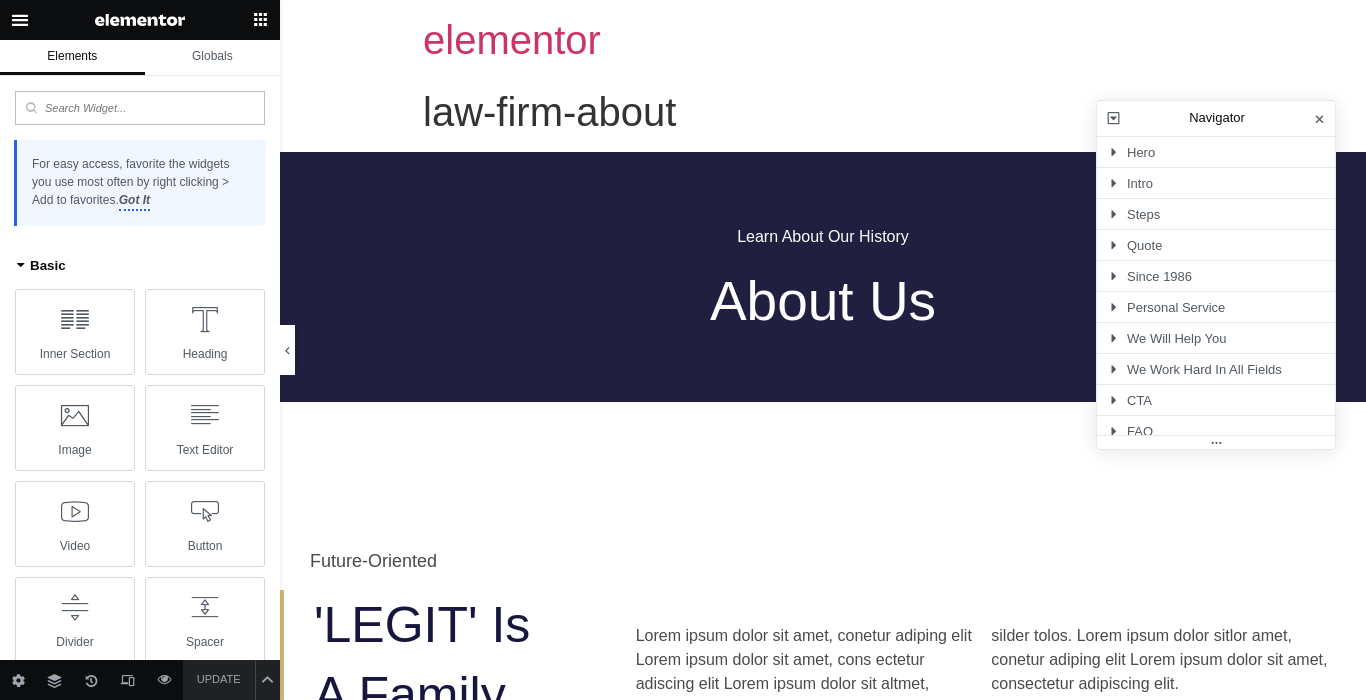 elementor
Elements
Globals
Search Widget...
For easy access, favorite the widgets
you use most often by right clicking >
Add to favorites.Got It
Basic
Inner Section
Heading
Image
Text Editor
Video
Button
Divider
Spacer
UPDATE
elementor
law-firm-about
Learn About Our History
About Us
Navigator
Hero
Intro
Steps
Quote
Since 1986
Personal Service
We Will Help You
We Work Hard In All Fields
CTA
FAQ
Future-Oriented
'LEGIT' Is
A Family
Lorem ipsum dolor sit amet, conetur adiping elit
Lorem ipsum dolor sit amet, cons ectetur
adiscing elit Lorem ipsum dolor sit altmet,
silder tolos. Lorem ipsum dolor sitlor amet,
conetur adiping elit Lorem ipsum dolor sit amet,
consectetur adipiscing elit.